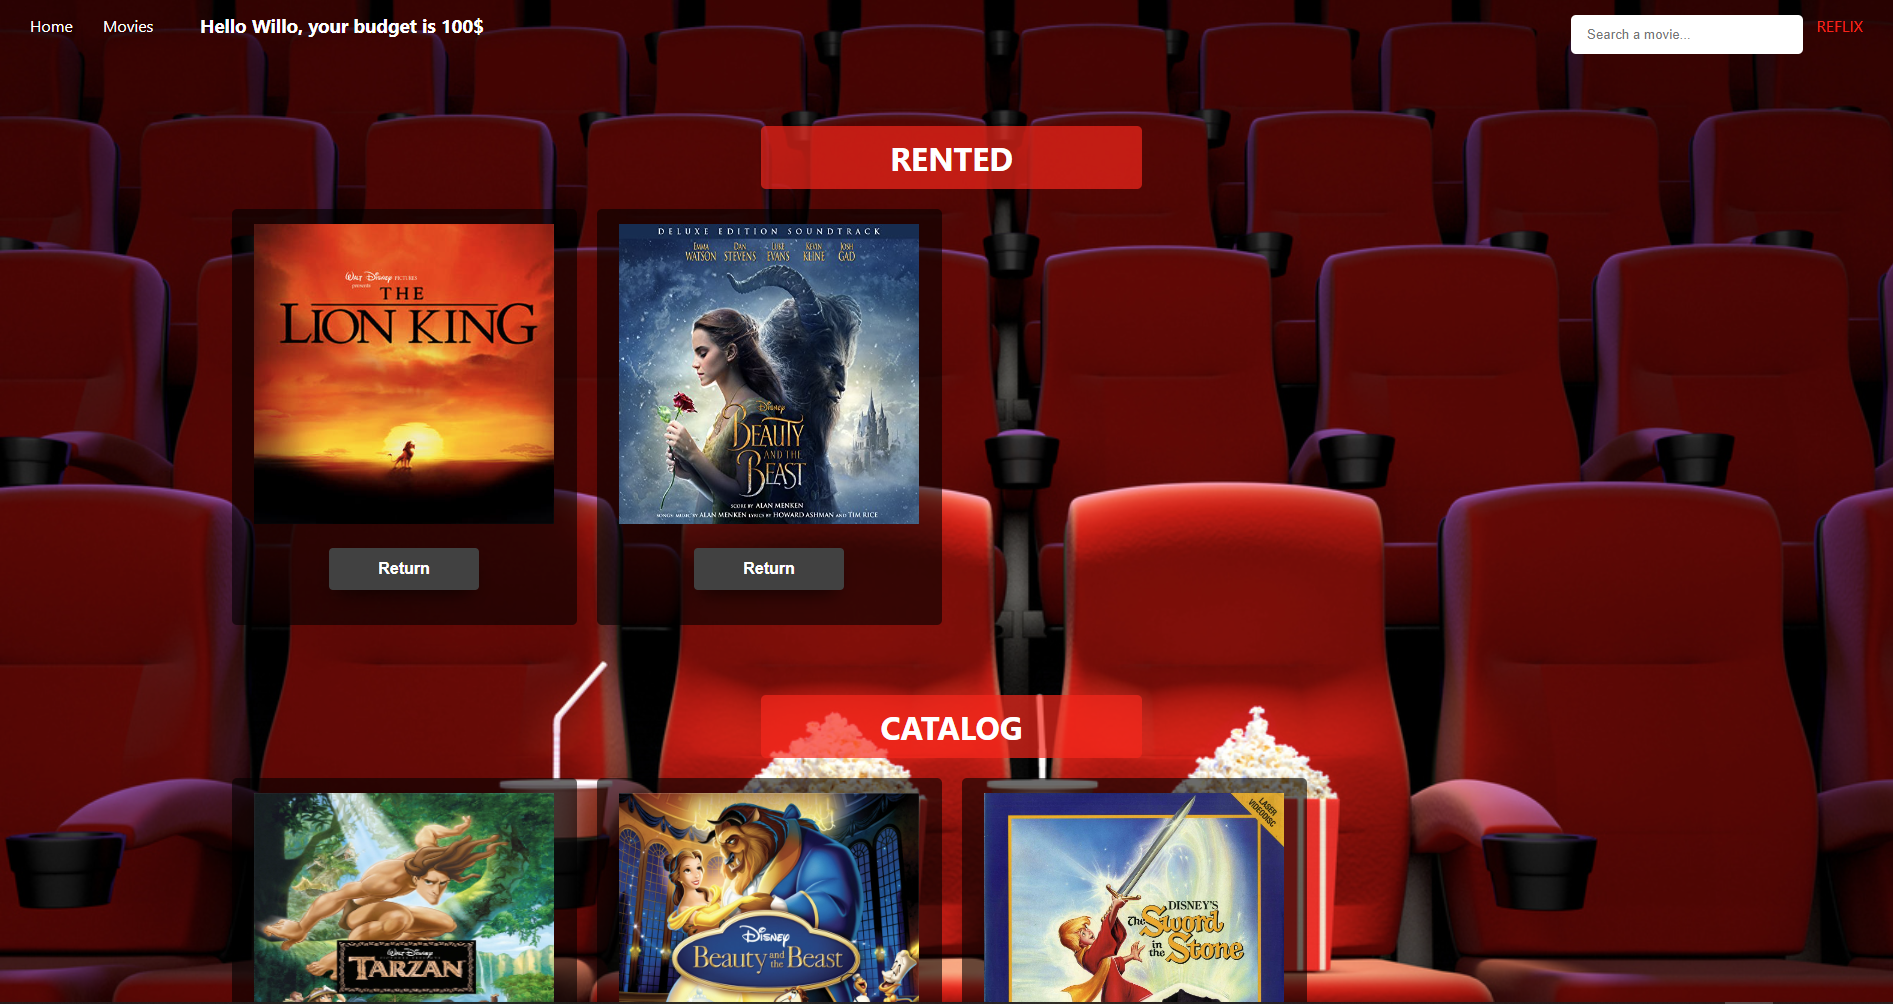 Home
Movies
Hello Willo, your budget is 100$
Search a movie...
REFLIX
RENTED
WALT DISNEY PICTURES
presents
THE
LION KING
DELUXE EDITION SOUNDTRACK
EMMA WATSON
DAN STEVENS
LUKE EVANS
KEVIN KLINE
JOSH GAD
DISNEY
BEAUTY
AND THE
BEAST
SCORE BY ALAN MENKEN
SONGS: MUSIC BY ALAN MENKEN LYRICS BY HOWARD ASHMAN AND TIM RICE
Return
Return
CATALOG
WALT DISNEY
TARZAN
DISNEY
Beauty and the Beast
LASER
VIDEODISC
DISNEY'S
The Sword
in the Stone